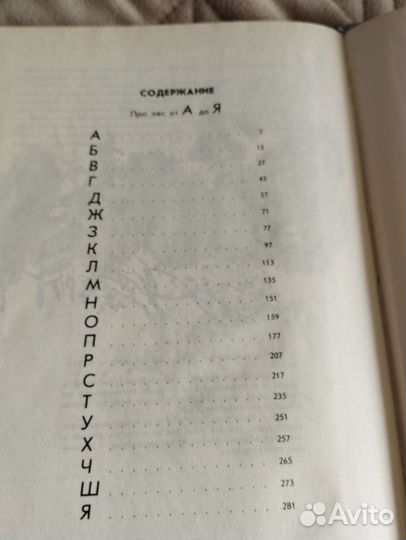 СОДЕРЖАНИЕ
Про лес от А до Я
А . . . . . . . . . . . . . . 7
Б . . . . . . . . . . . . . . 13
В . . . . . . . . . . . . . . 27
Г . . . . . . . . . . . . . . 45
Д . . . . . . . . . . . . . . 57
Ж . . . . . . . . . . . . . . 71
З . . . . . . . . . . . . . . 77
К . . . . . . . . . . . . . . 97
Л . . . . . . . . . . . . . . 113
М . . . . . . . . . . . . . . 135
Н . . . . . . . . . . . . . . 151
О . . . . . . . . . . . . . . 159
П . . . . . . . . . . . . . . 177
Р . . . . . . . . . . . . . . 207
С . . . . . . . . . . . . . . 217
Т . . . . . . . . . . . . . . 235
У . . . . . . . . . . . . . . 251
Х . . . . . . . . . . . . . . 257
Ч . . . . . . . . . . . . . . 265
Ш . . . . . . . . . . . . . . 273
Я . . . . . . . . . . . . . . 281
Avito